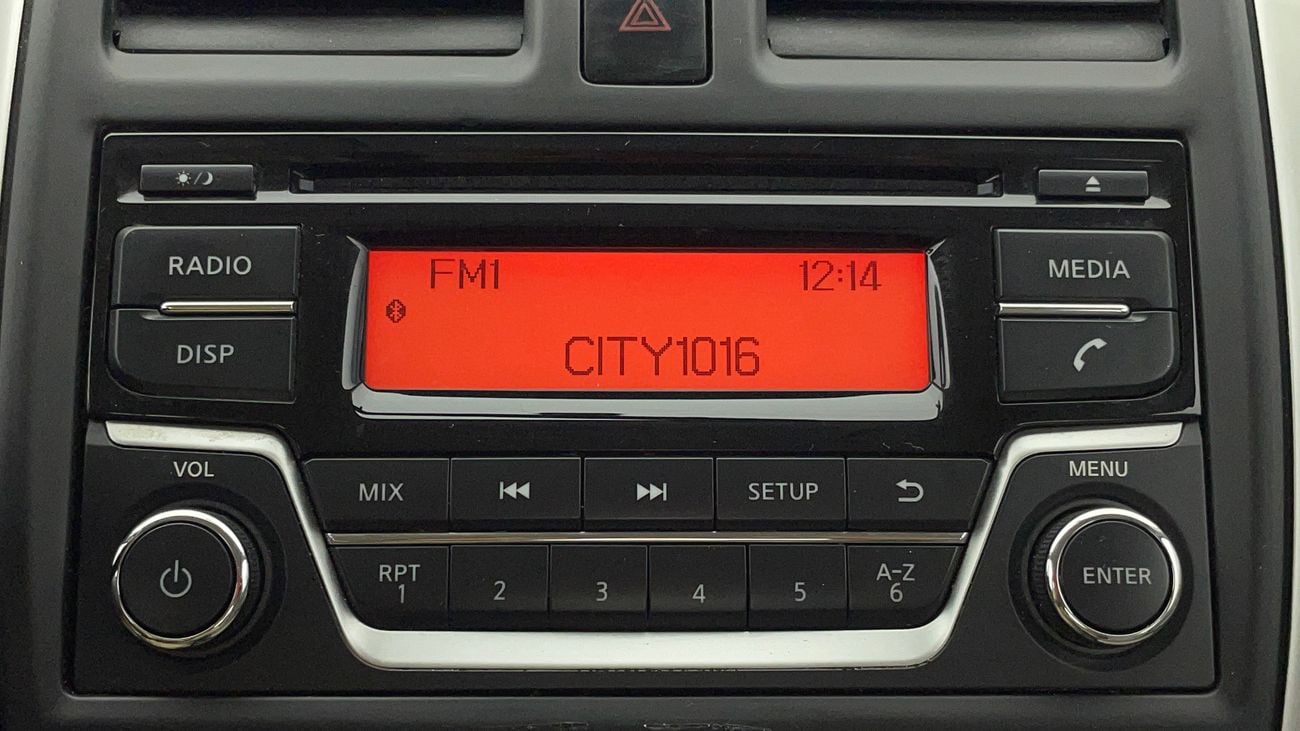 RADIO
DISP
FM1
12:14
CITY1016
MEDIA
VOL
MENU
MIX
SETUP
RPT
1
2
3
4
5
A-Z
6
ENTER